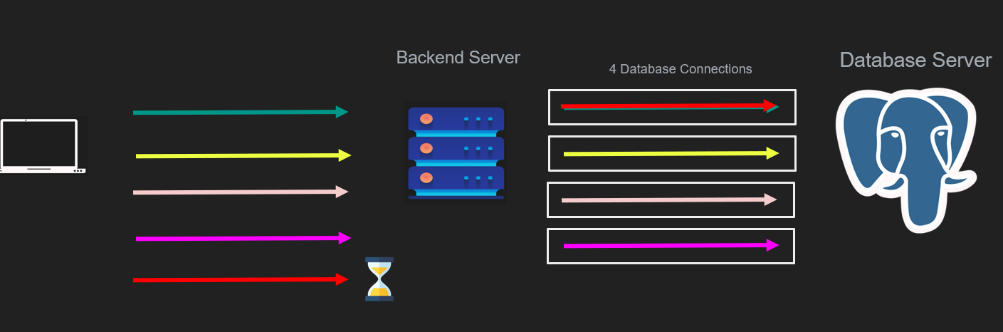 Backend Server
4 Database Connections
Database Server